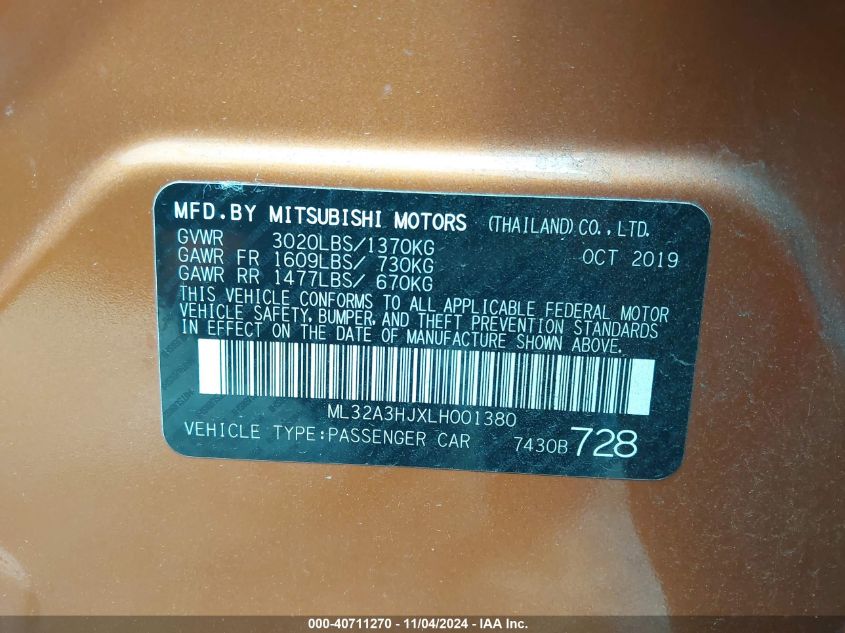 MFD.BY MITSUBISHI MOTORS (THAILAND)CO.,LTD.
GVWR 3020LBS/1370KG OCT 2019
GAWR FR 1609LBS/ 730KG
GAWR RR 1477LBS/ 670KG
THIS VEHICLE CONFORMS TO ALL APPLICABLE FEDERAL MOTOR
VEHICLE SAFETY, BUMPER, AND THEFT PREVENTION STANDARDS
IN EFFECT ON THE DATE OF MANUFACTURE SHOWN ABOVE.
ML32A3HJXLH001380
VEHICLE TYPE:PASSENGER CAR 7430B 728
000-40711270 - 11/04/2024 - IAA Inc.